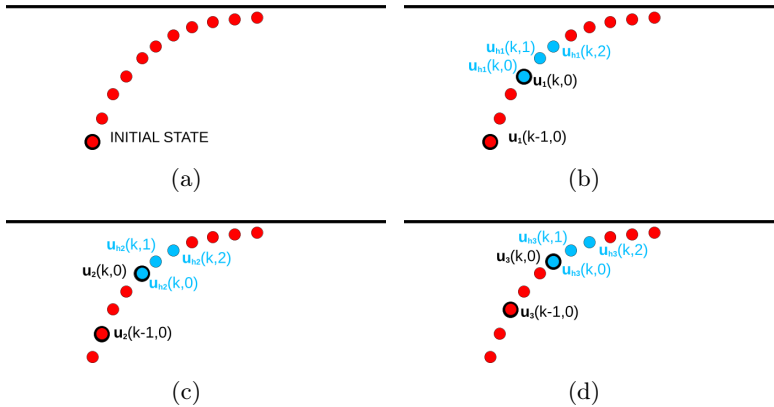 INITIAL STATE
(a)
u_h1(k,1)
u_h1(k,2)
u_h1(k,0)
u_1(k,0)
u_1(k-1,0)
(b)
u_h2(k,1)
u_h2(k,2)
u_2(k,0)
u_h2(k,0)
u_2(k-1,0)
(c)
u_h3(k,1)
u_h3(k,2)
u_3(k,0)
u_h3(k,0)
u_3(k-1,0)
(d)